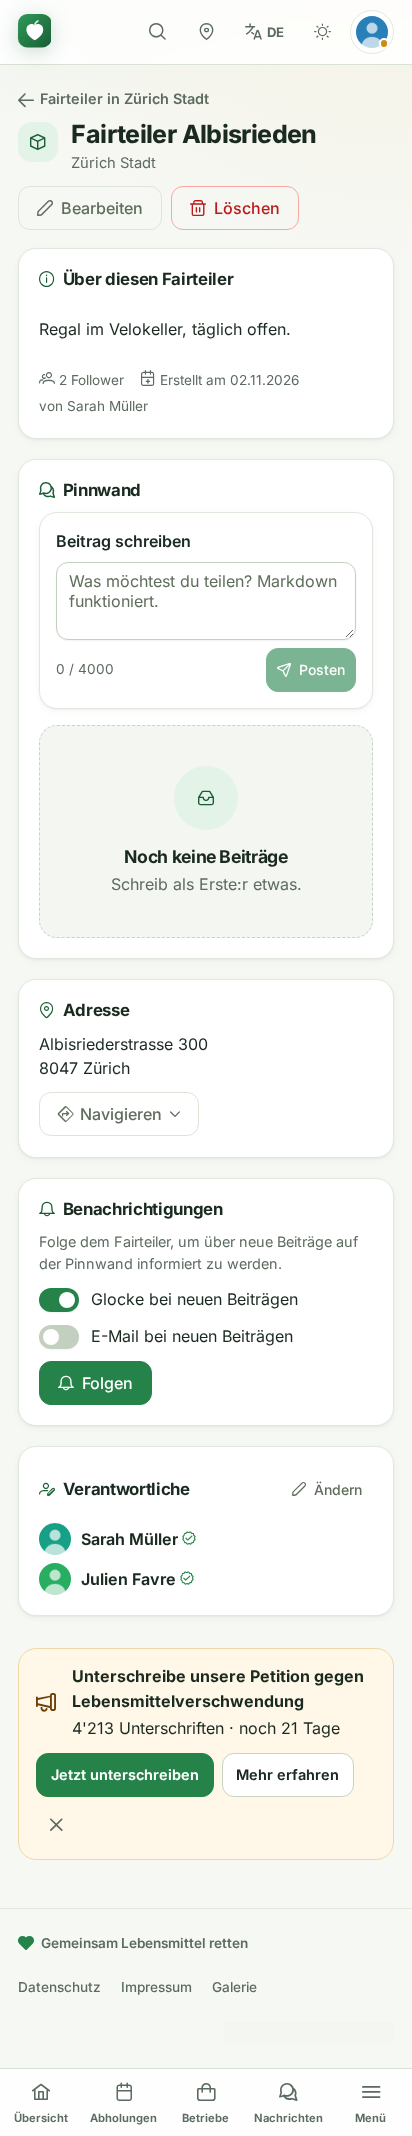 DE
Fairteiler in Zürich Stadt
Fairteiler Albisrieden
Zürich Stadt
Bearbeiten
Löschen
Über diesen Fairteiler
Regal im Velokeller, täglich offen.
2 Follower
Erstellt am 02.11.2026
von Sarah Müller
Pinnwand
Beitrag schreiben
Was möchtest du teilen? Markdown
funktioniert.
0 / 4000
Posten
Noch keine Beiträge
Schreib als Erste:r etwas.
Adresse
Albisriederstrasse 300
8047 Zürich
Navigieren
Benachrichtigungen
Folge dem Fairteiler, um über neue Beiträge auf
der Pinnwand informiert zu werden.
Glocke bei neuen Beiträgen
E-Mail bei neuen Beiträgen
Folgen
Verantwortliche
Ändern
Sarah Müller
Julien Favre
Unterschreibe unsere Petition gegen
Lebensmittelverschwendung
4'213 Unterschriften · noch 21 Tage
Jetzt unterschreiben
Mehr erfahren
Gemeinsam Lebensmittel retten
Datenschutz
Impressum
Galerie
Übersicht
Abholungen
Betriebe
Nachrichten
Menü